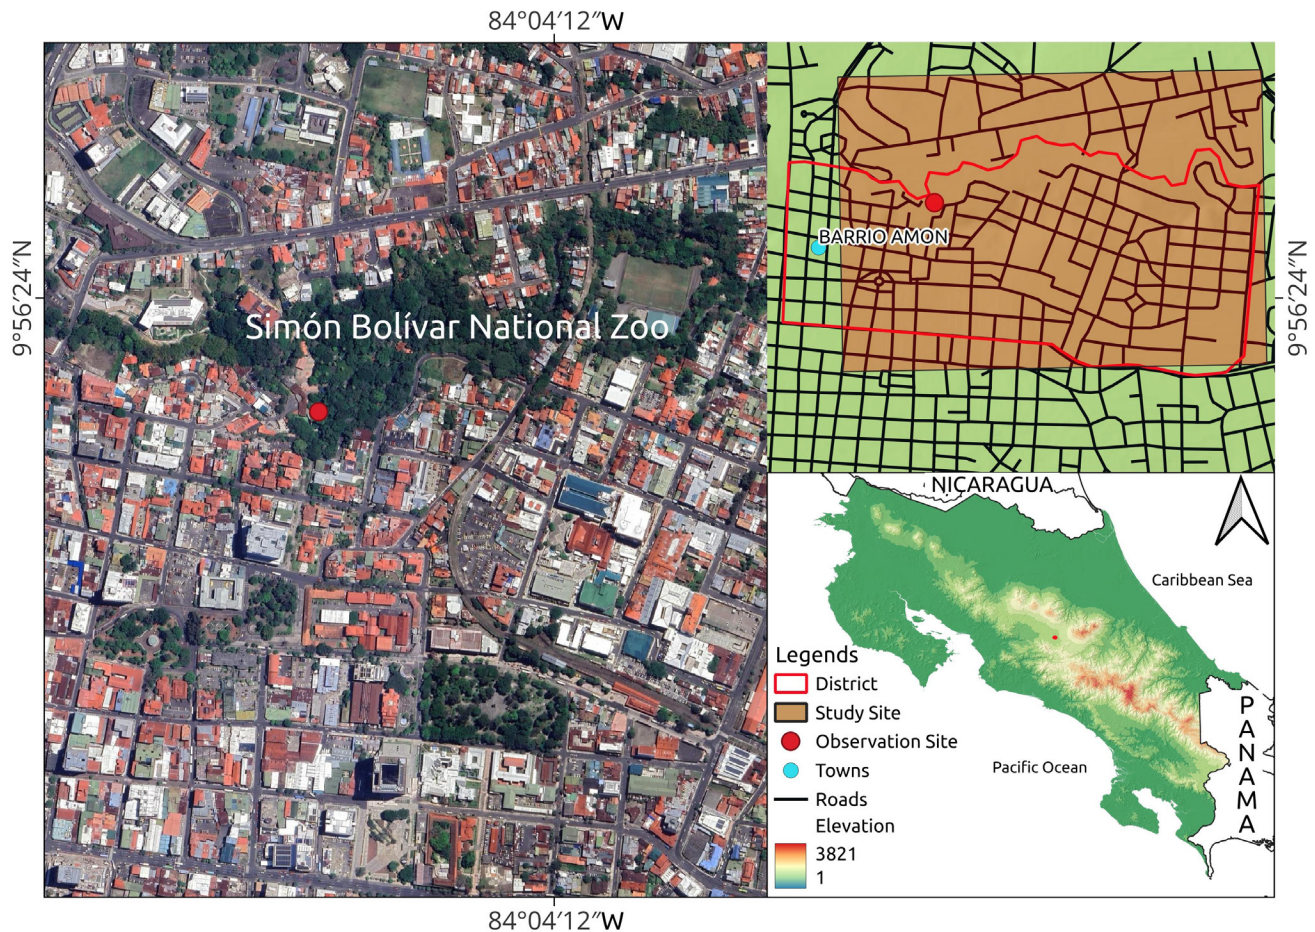 84°04′12″W
9°56′24″N
Simón Bolívar National Zoo
BARRIO AMON
9°56′24″N
NICARAGUA
Caribbean Sea
PANAMA
Pacific Ocean
Legends
District
Study Site
Observation Site
Towns
Roads
Elevation
3821
1
84°04′12″W